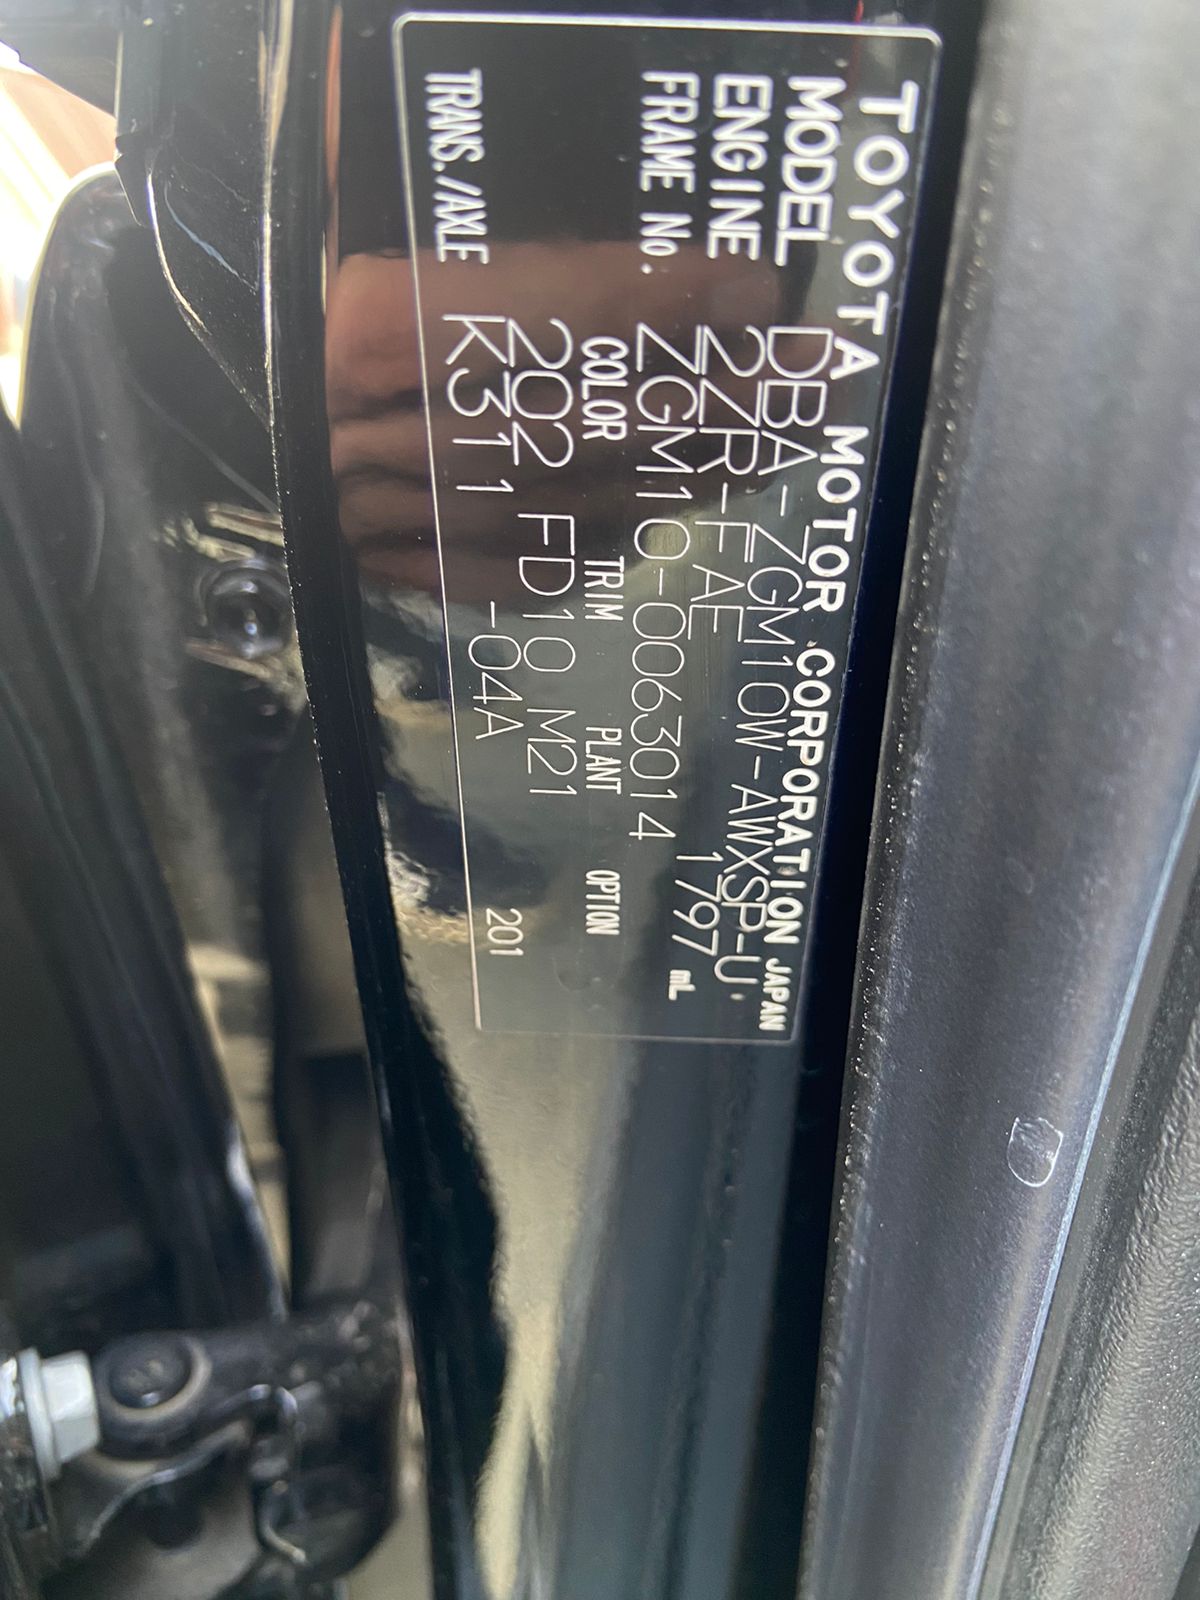 TOYOTA MOTOR CORPORATION JAPAN
MODEL DBA-ZGM10W-AWXSP-U
ENGINE 2ZR-FAE 1797 mL
FRAME No. ZGM10-0063014
COLOR TRIM PLANT OPTION
202 FD10 M21
TRANS./AXLE K311 -04A 201